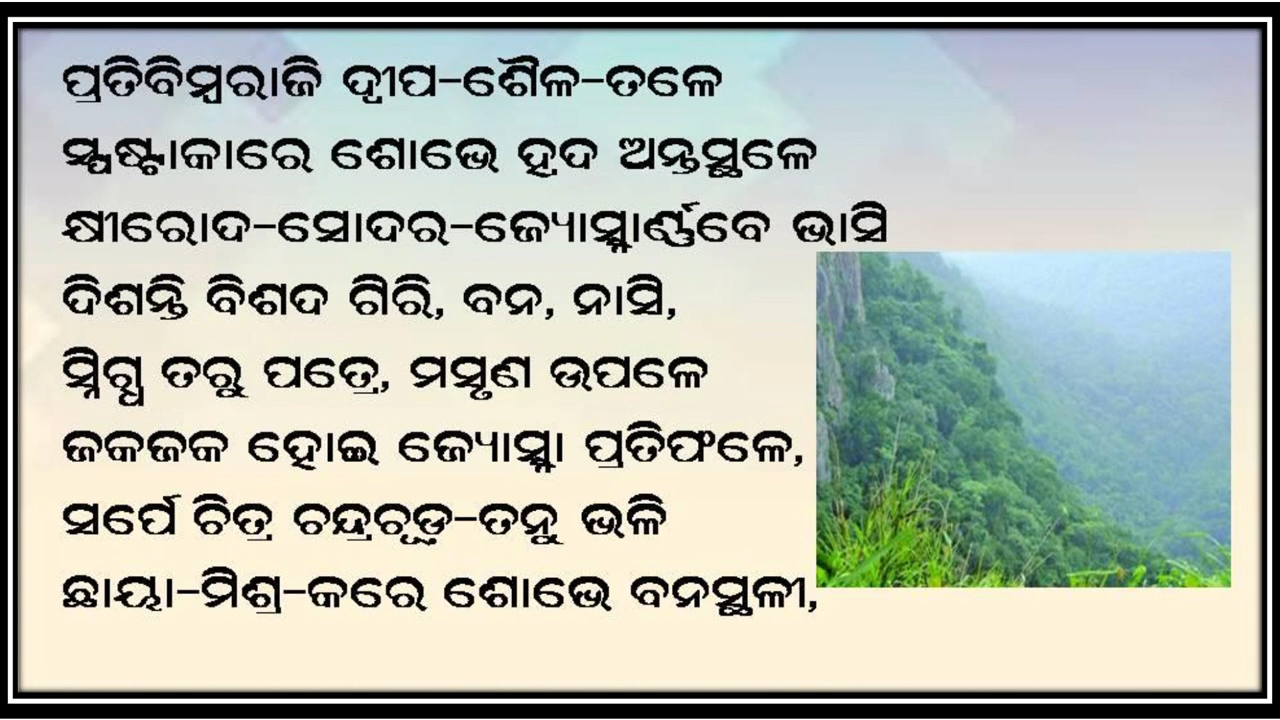 ପ୍ରତିବିମ୍ବରାଜି ଦ୍ୱୀପ-ଶୈଳ-ତଳେ
ସ୍ପଷ୍ଟାକାରେ ଶୋଭେ ହ୍ରଦ ଅନ୍ତସ୍ଥଳେ
କ୍ଷୀରୋଦ-ସୋଦର-ଜ୍ୟୋସ୍ନାର୍ଣ୍ଣବେ ଭାସି
ଦିଶନ୍ତି ବିଶଦ ଗିରି, ବନ, ନାସି,
ସ୍ନିଗ୍ଧ ତରୁ ପତ୍ରେ, ମସୃଣ ଉପଳେ
ଜକଜକ ହୋଇ ଜ୍ୟୋସ୍ନା ପ୍ରତିଫଳେ,
ସର୍ପେ ଚିତ୍ର ଚନ୍ଦ୍ରଚୂଡ଼-ତନୁ ଭଳି
ଛାୟା-ମିଶ୍ର-କରେ ଶୋଭେ ବନସ୍ଥଳୀ,